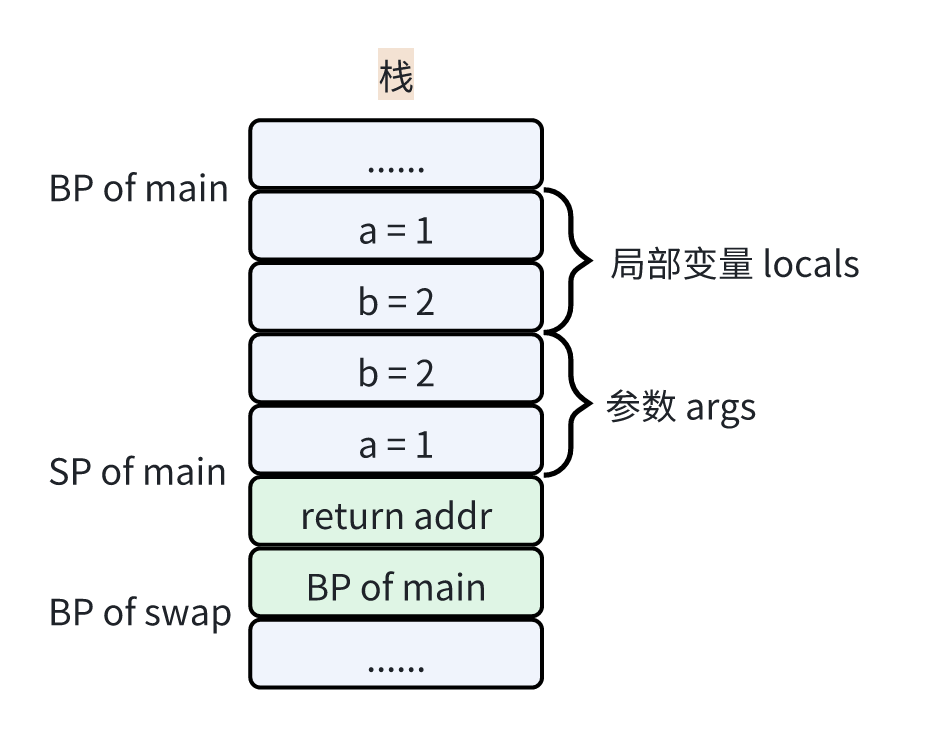 栈
......
BP of main
a = 1
b = 2
局部变量 locals
b = 2
a = 1
参数 args
SP of main
return addr
BP of main
BP of swap
......